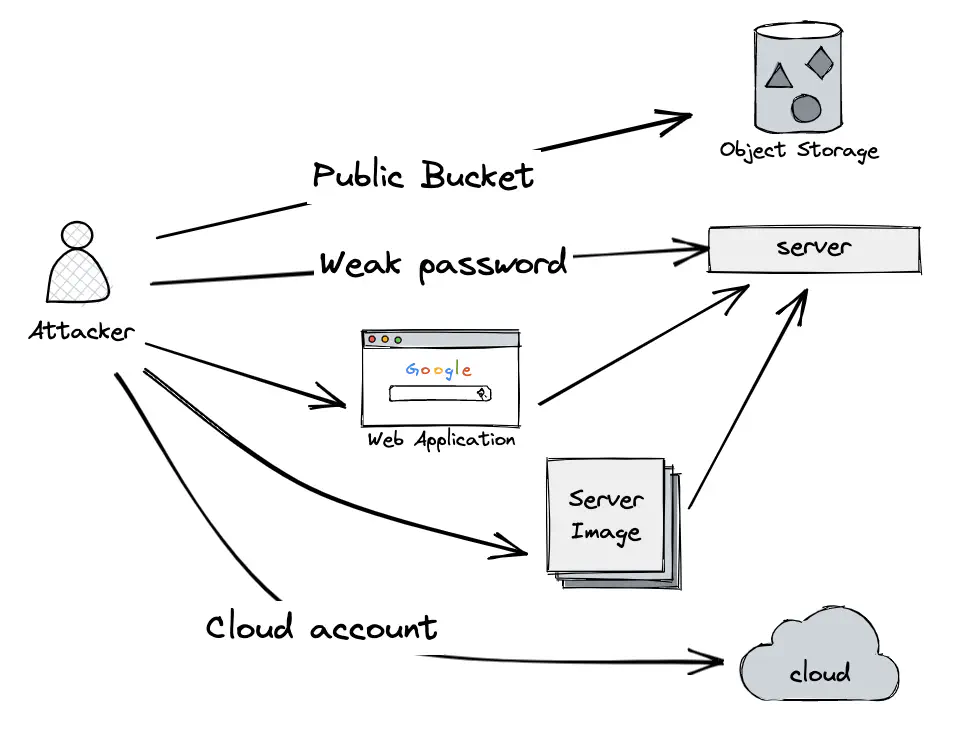 Object Storage
Public Bucket
server
Weak password
Attacker
Google
Web Application
Server
Image
Cloud account
cloud